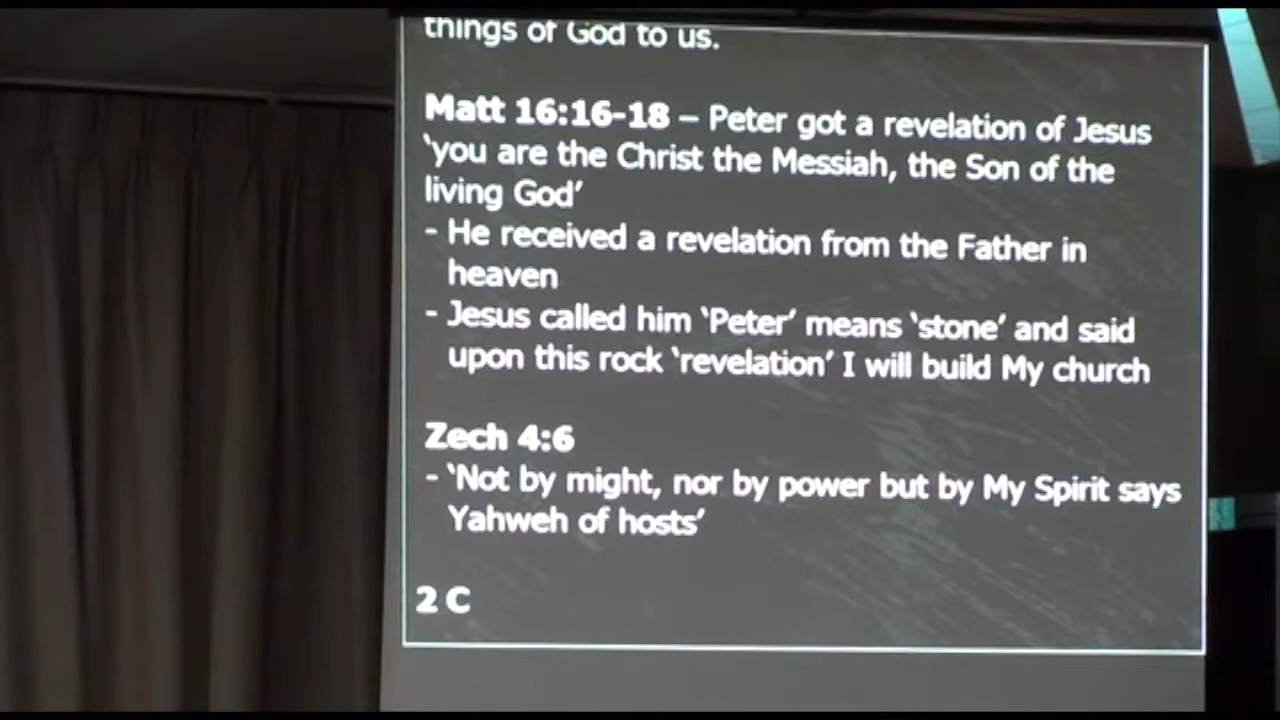 things of God to us.
Matt 16:16-18 – Peter got a revelation of Jesus
‘you are the Christ the Messiah, the Son of the
living God’
- He received a revelation from the Father in
heaven
- Jesus called him ‘Peter’ means ‘stone’ and said
upon this rock ‘revelation’ I will build My church
Zech 4:6
- ‘Not by might, nor by power but by My Spirit says
Yahweh of hosts’
2 C